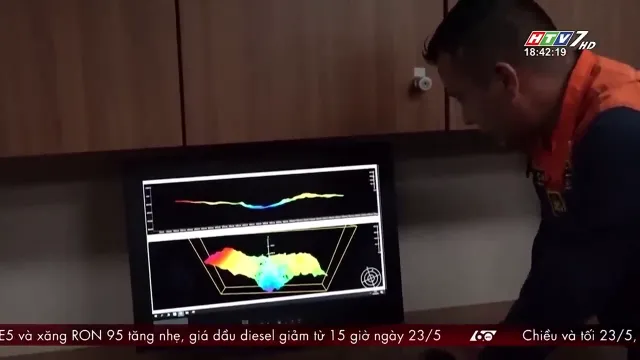 HTV7 HD
18:42:19
E5 và xăng RON 95 tăng nhẹ, giá dầu diesel giảm từ 15 giờ ngày 23/5
60
Chiều và tối 23/5,